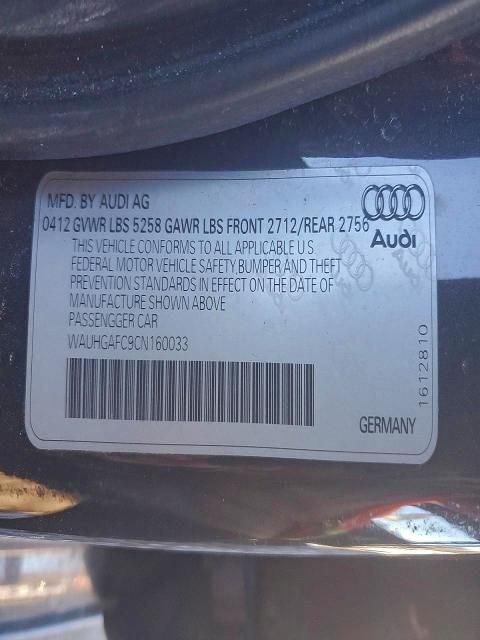 MFD. BY AUDI AG
0412 GVWR LBS 5258 GAWR LBS FRONT 2712/REAR 2756
Audi
THIS VEHICLE CONFORMS TO ALL APPLICABLE U.S
FEDERAL MOTOR VEHICLE SAFETY,BUMPER AND THEFT
PREVENTION STANDARDS IN EFFECT ON THE DATE OF
MANUFACTURE SHOWN ABOVE
PASSENGGER CAR
WAUHGAFC9CN160033
GERMANY
1612810